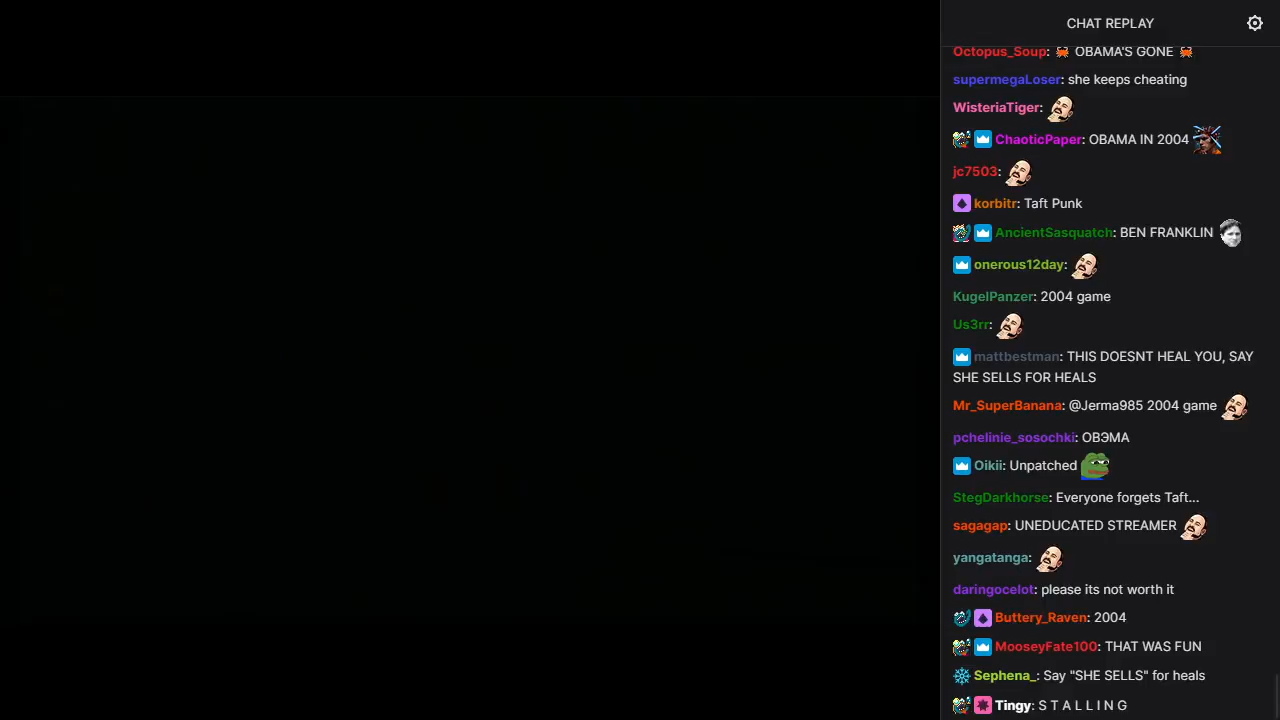 CHAT REPLAY
Octopus_Soup: OBAMA'S GONE
supermegaLoser: she keeps cheating
WisteriaTiger:
ChaoticPaper: OBAMA IN 2004
jc7503:
korbitr: Taft Punk
AncientSasquatch: BEN FRANKLIN
onerous12day:
KugelPanzer: 2004 game
Us3rr:
mattbestman: THIS DOESNT HEAL YOU, SAY
SHE SELLS FOR HEALS
Mr_SuperBanana: @Jerma985 2004 game
pchelinie_sosochki: ОВЭМА
Oikii: Unpatched
StegDarkhorse: Everyone forgets Taft...
sagagap: UNEDUCATED STREAMER
yangatanga:
daringocelot: please its not worth it
Buttery_Raven: 2004
MooseyFate100: THAT WAS FUN
Sephena_: Say "SHE SELLS" for heals
Tingy: S T A L L I N G